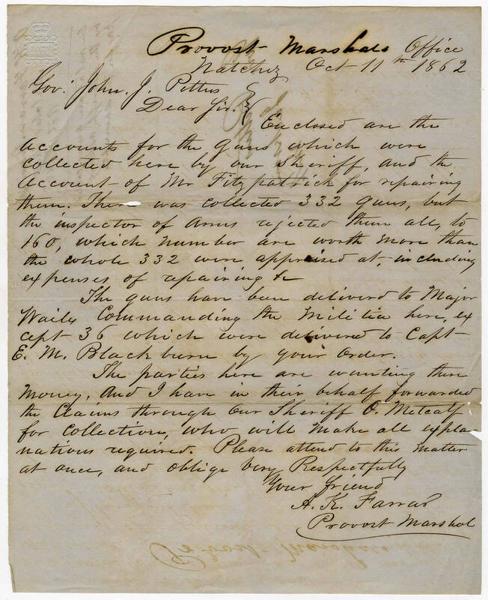 Provost Marshals Office
Natchez Oct 11th 1862
Gov. John. J. Pettus
Dear Sir.
Enclosed are the
accounts for the guns which were
collected here by our Sheriff, and the
account of Mr Fitzpatrick for repairing
them. There was collected 332 guns, but
the inspector of Arms rejected them all, to
160, which number are worth more than
the whole 332 were appraised at, including
expenses of repairing &c
The guns have been delivered to Major
Wailes Commanding the Militia here, ex
cept 36 which were delivered to Capt
E. M. Blackburn by your order.
The parties here are wanting there
money, and I have in their behalf forwarded
the Claims through our Sheriff O. Metcalf
for collection, who will make all expla
nations required. Please attend to this matter
at once, and oblige Very Respectfully
Your friend
A. K. Farrar
Provost Marshal